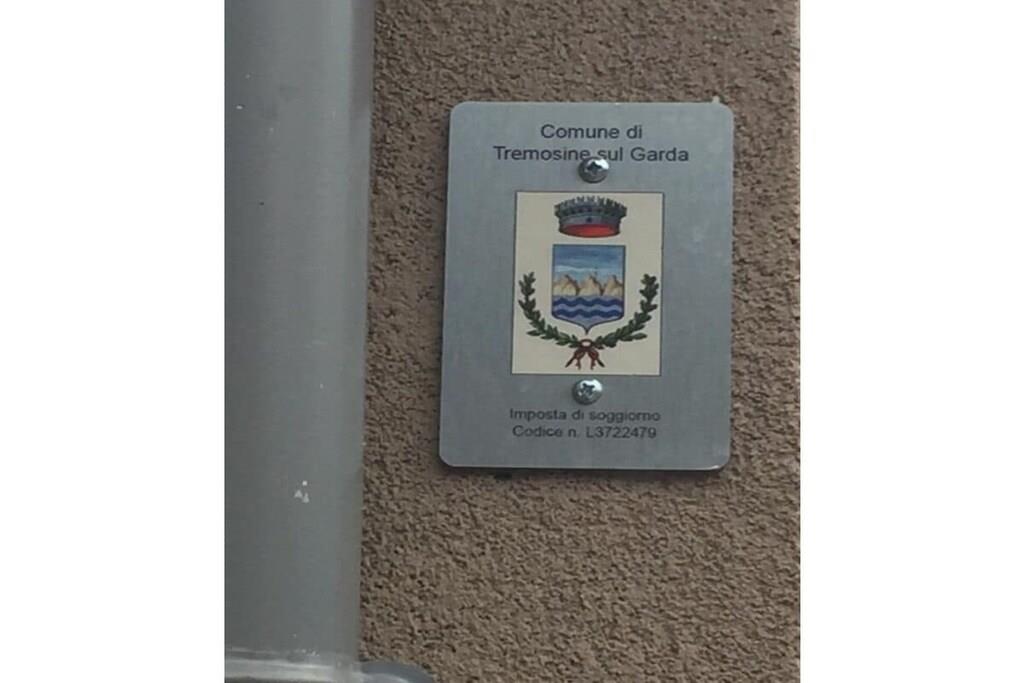 Comune di
Tremosine sul Garda
Imposta di soggiorno
Codice n. L3722479